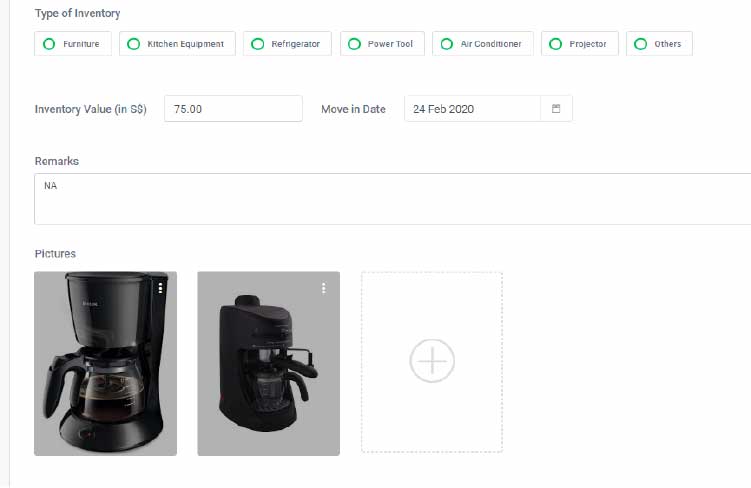 Type of Inventory
Furniture Kitchen Equipment Refrigerator Power Tool Air Conditioner Projector Others
Inventory Value (in S$) 75.00 Move in Date 24 Feb 2020
Remarks
NA
Pictures